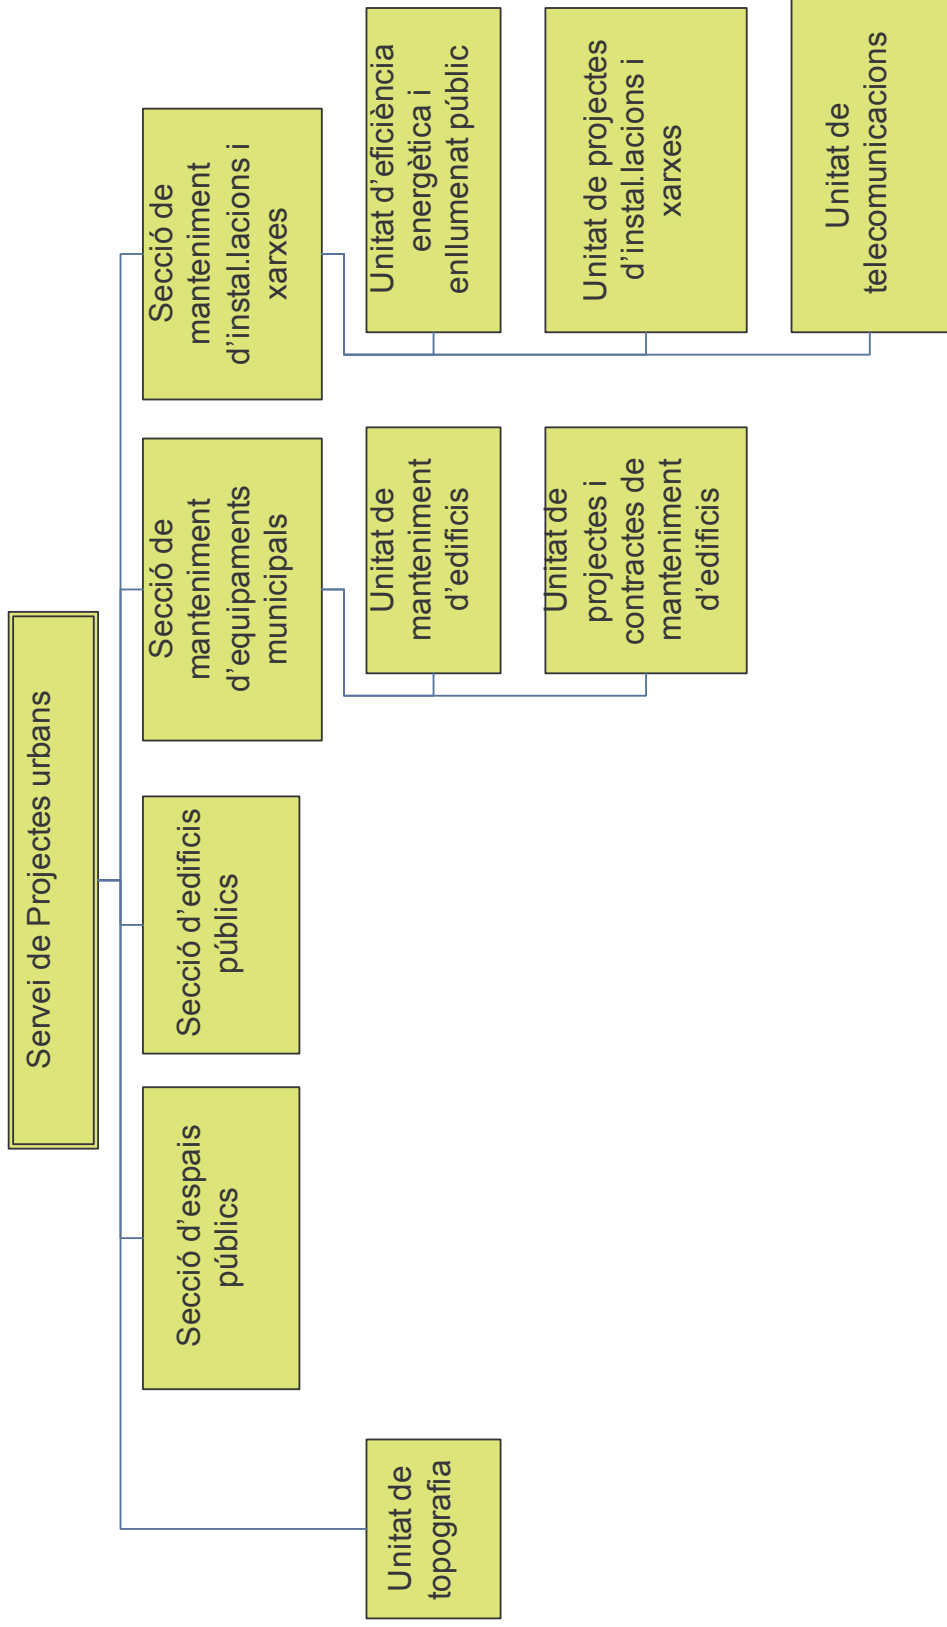 Servei de Projectes urbans
Unitat de
topografia
Secció d'espais
públics
Secció d'edificis
públics
Secció de
manteniment
d'equipaments
municipals
Unitat de
manteniment
d'edificis
Unitat de
projectes i
contractes de
manteniment
d'edificis
Secció de
manteniment
d'instal.lacions i
xarxes
Unitat d'eficiència
energètica i
enllumenat públic
Unitat de projectes
d'instal.lacions i
xarxes
Unitat de
telecomunicacions